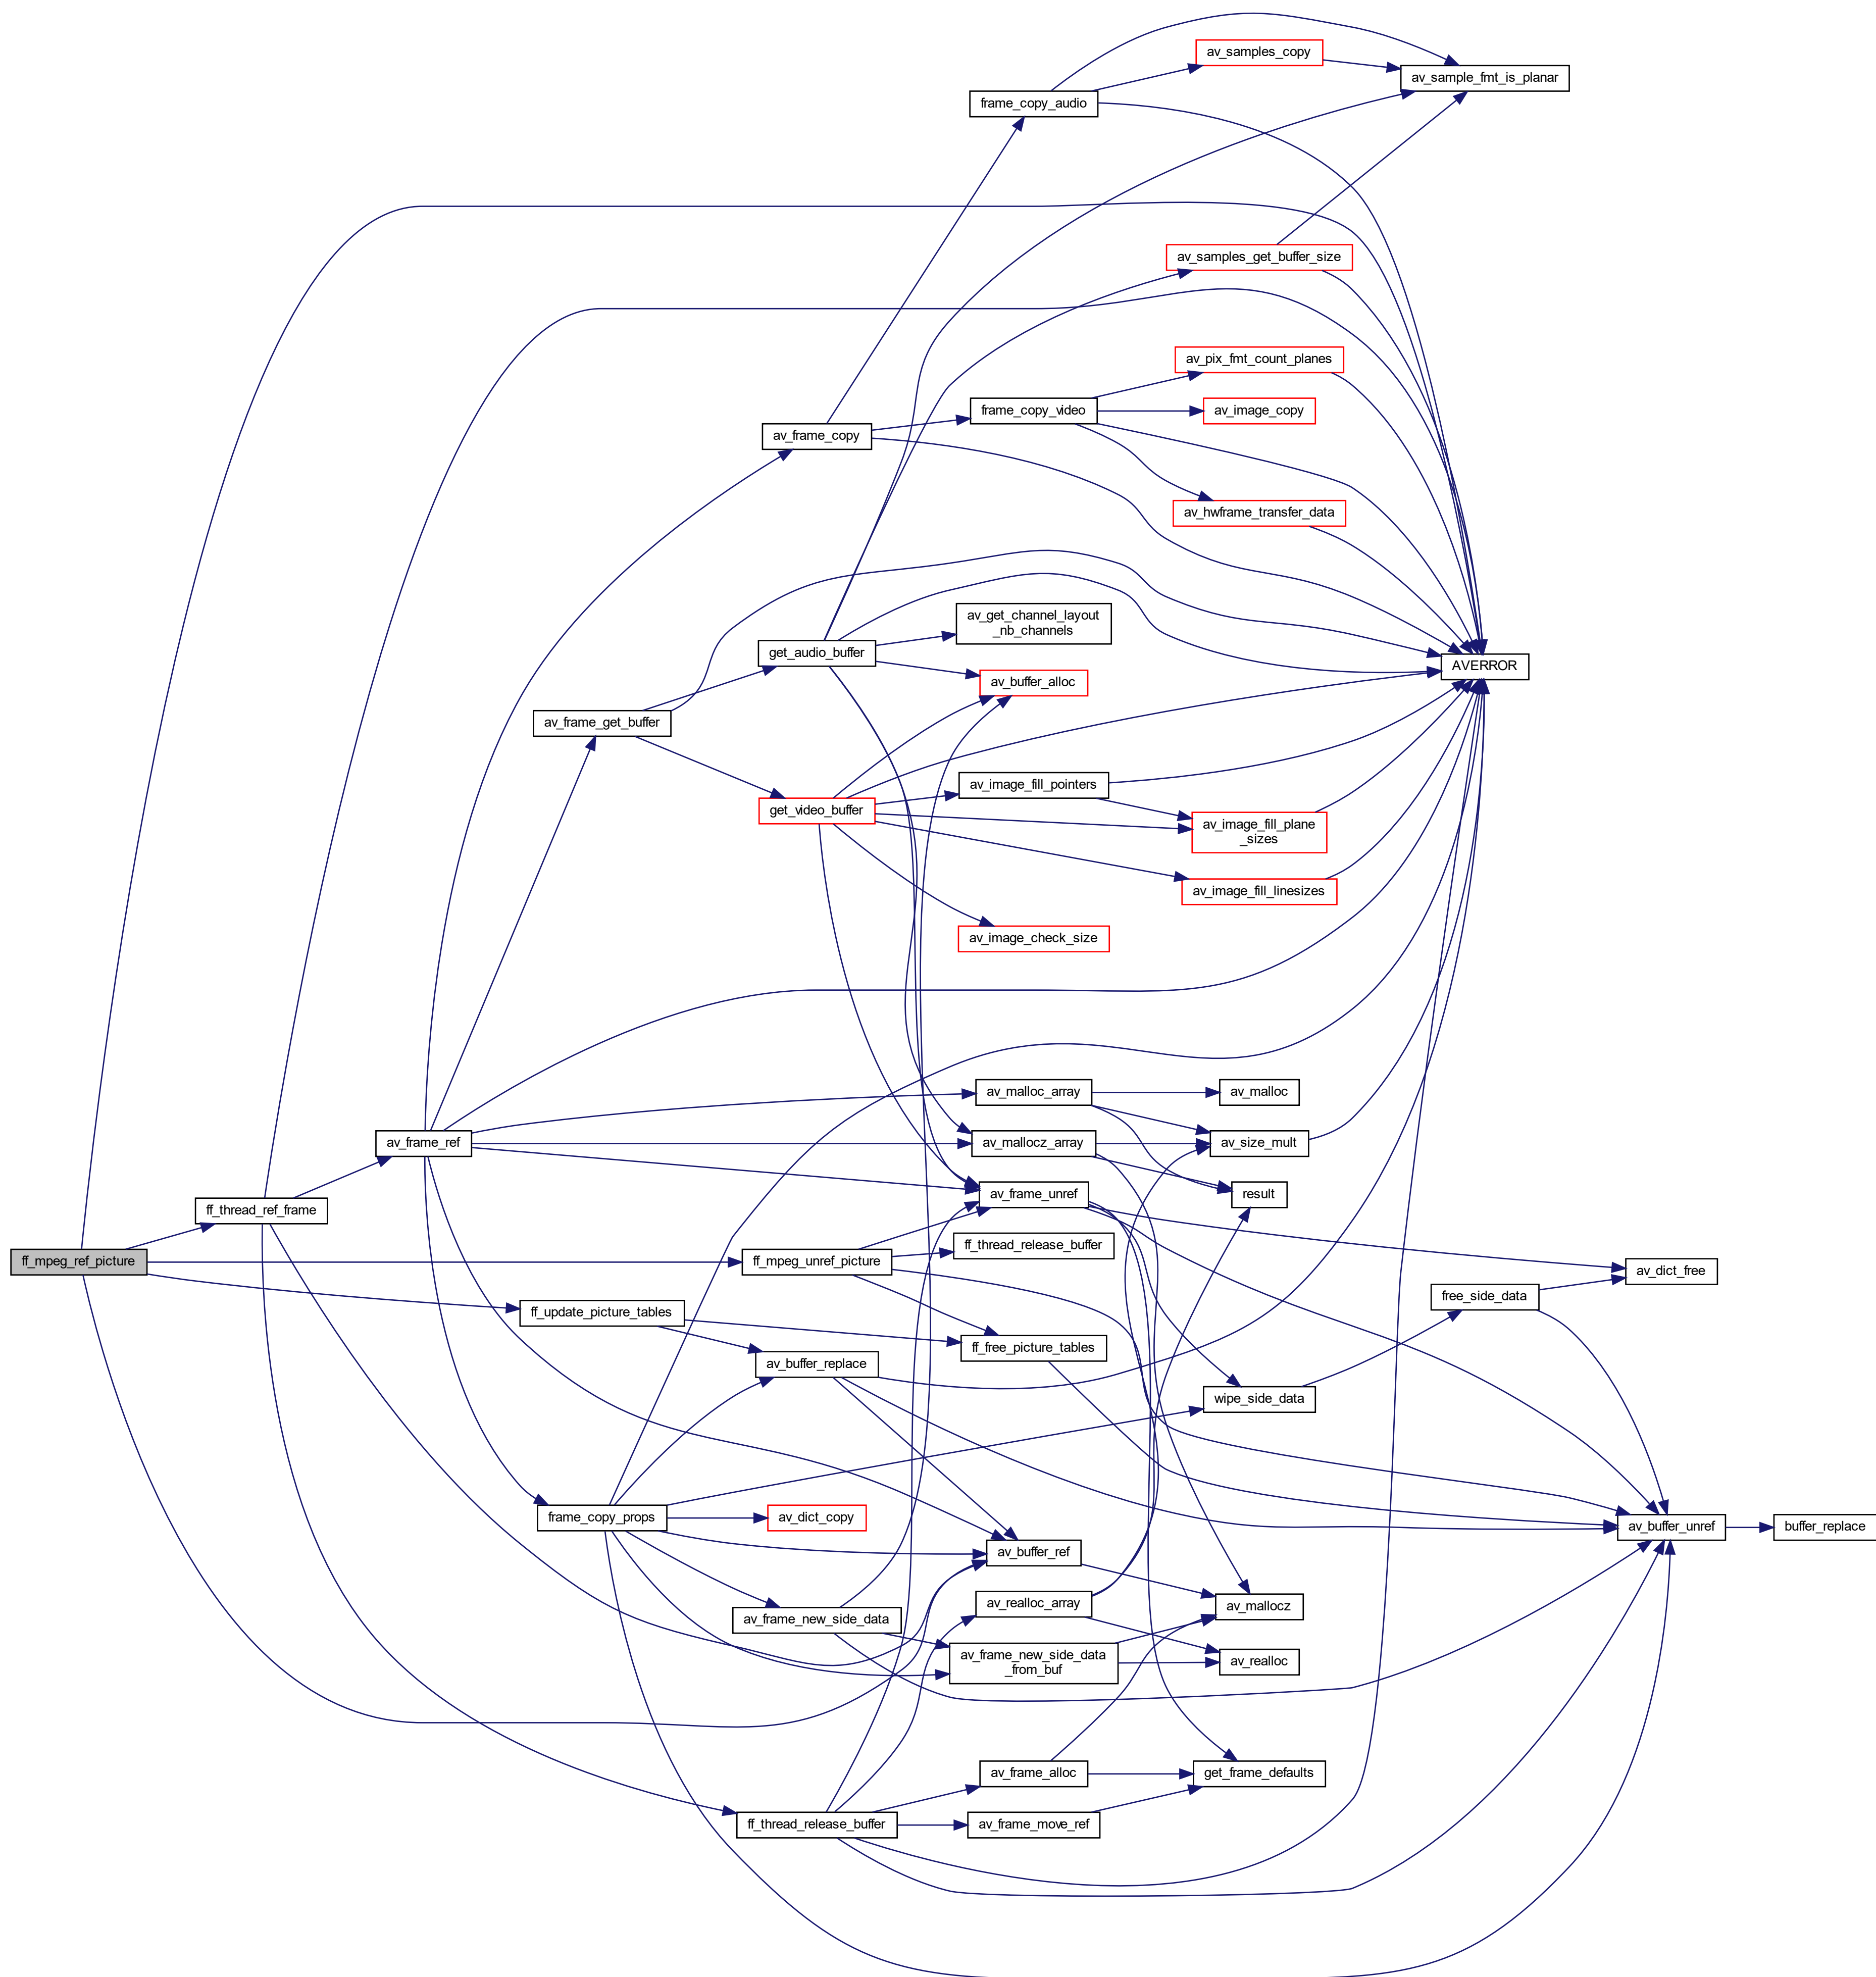 av_samples_copy
av_sample_fmt_is_planar
frame_copy_audio
av_samples_get_buffer_size
av_pix_fmt_count_planes
frame_copy_video
av_image_copy
av_frame_copy
av_hwframe_transfer_data
av_get_channel_layout
_nb_channels
get_audio_buffer
AVERROR
av_buffer_alloc
av_frame_get_buffer
av_image_fill_pointers
get_video_buffer
av_image_fill_plane
_sizes
av_image_fill_linesizes
av_image_check_size
av_malloc_array
av_malloc
av_frame_ref
av_mallocz_array
av_size_mult
av_frame_unref
result
ff_thread_ref_frame
ff_thread_release_buffer
ff_mpeg_ref_picture
ff_mpeg_unref_picture
av_dict_free
free_side_data
ff_update_picture_tables
ff_free_picture_tables
av_buffer_replace
wipe_side_data
frame_copy_props
av_dict_copy
av_buffer_unref
buffer_replace
av_buffer_ref
av_realloc_array
av_mallocz
av_frame_new_side_data
av_frame_new_side_data
_from_buf
av_realloc
av_frame_alloc
get_frame_defaults
ff_thread_release_buffer
av_frame_move_ref